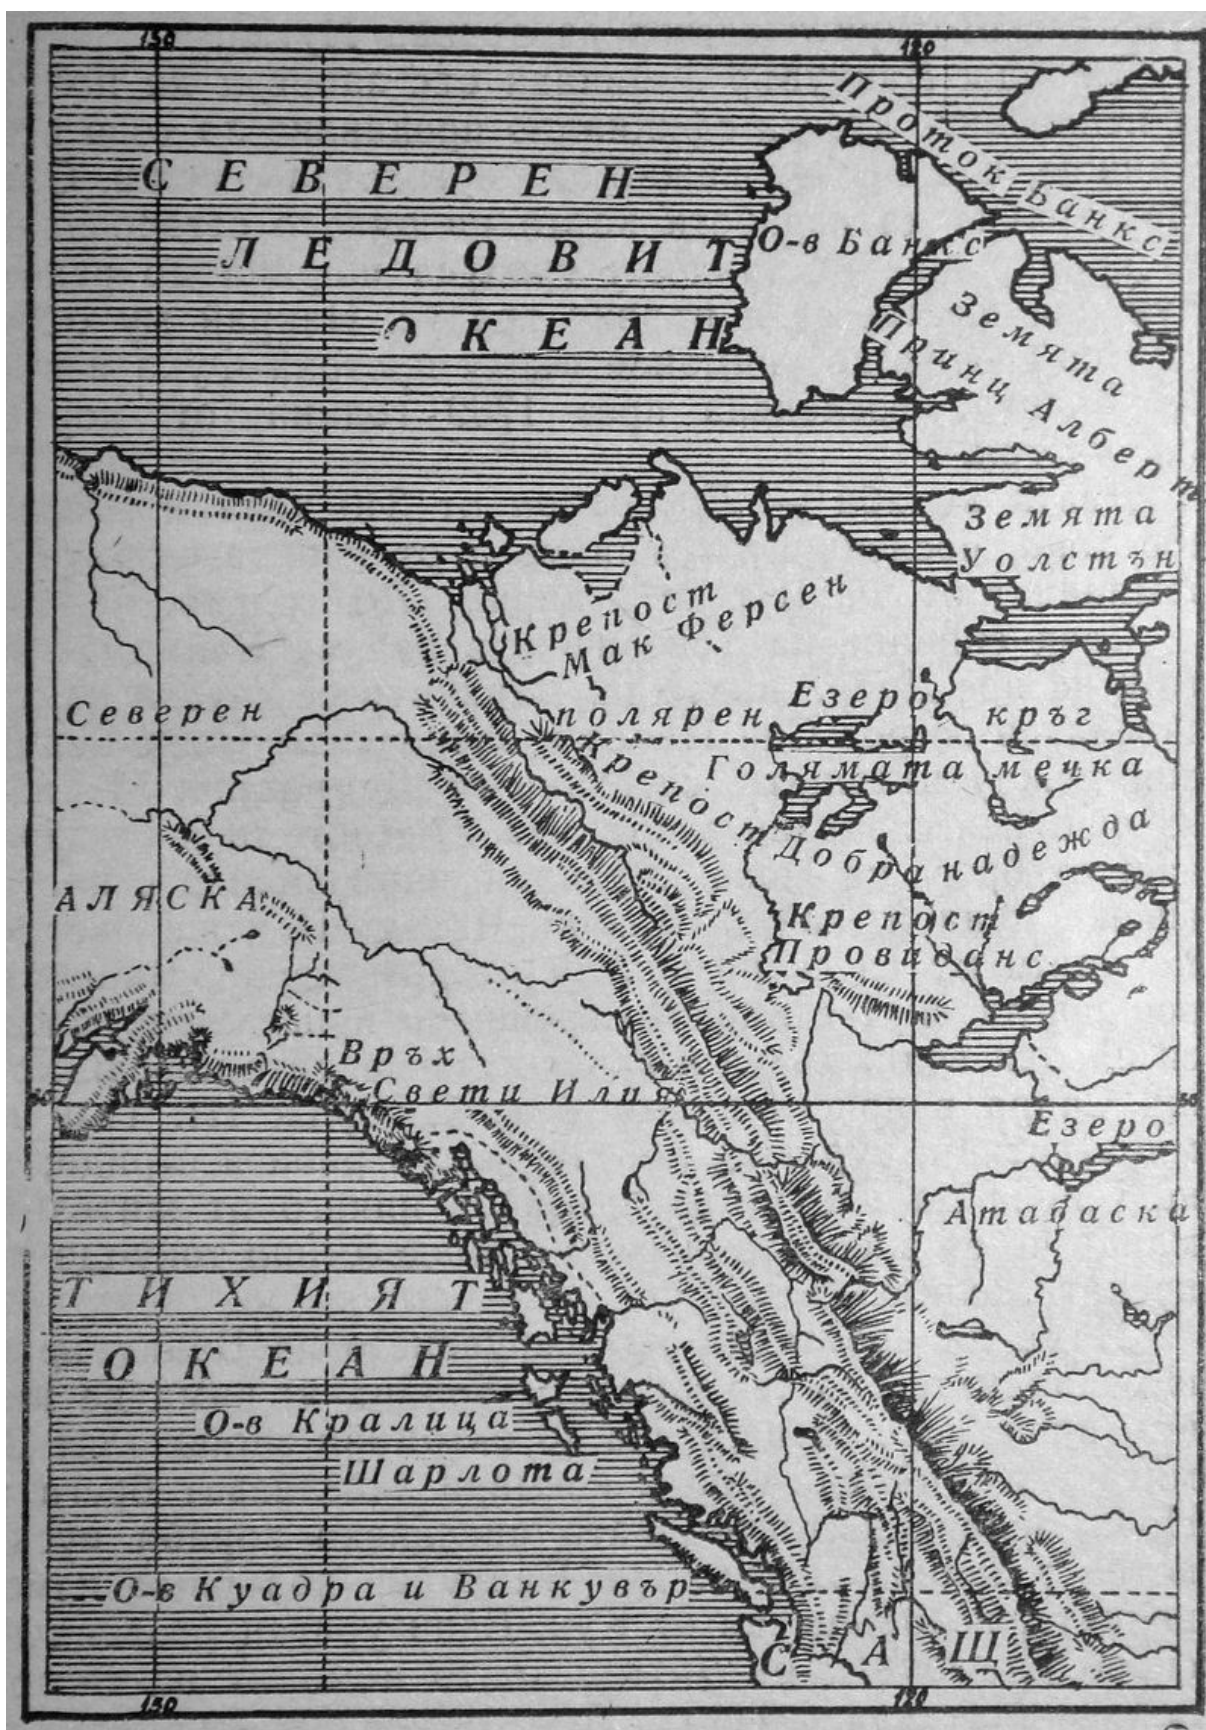 150
120
Проток Банкс
СЕВЕРЕН
ЛЕДОВИТ
ОКЕАН
О-в Банкс
Земята
Принц Алберт
Земята
Уолстън
Крепост
Мак Ферсен
Северен
полярен
кръг
Езеро
Голямата мечка
Крепост
Добра надежда
АЛЯСКА
Крепост
Провиданс
Връх
Свети Илия
60
Езеро
Атабаска
ТИХИЯТ
ОКЕАН
О-в Кралица
Шарлота
О-в Куадра и Ванкувър
САЩ
150
120